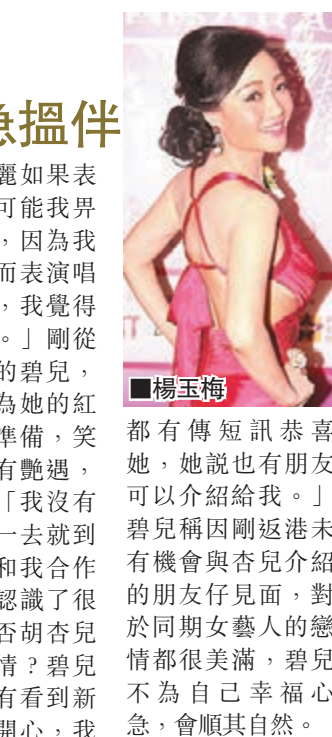 急搵伴
麗如果表
可能我畀
，因為我
而表演唱
，我覺得
。」剛從
的碧兒，
為她的紅
準備，笑
有艷遇，
「我沒有
一去就到
和我合作
認識了很
否胡杏兒
情？碧兒
有看到新
開心，我
■楊玉梅
都有傳短訊恭喜
她，她說也有朋友
可以介紹給我。」
碧兒稱因剛返港未
有機會與杏兒介紹
的朋友仔見面，對
於同期女藝人的戀
情都很美滿，碧兒
不為自己幸福心
急，會順其自然。